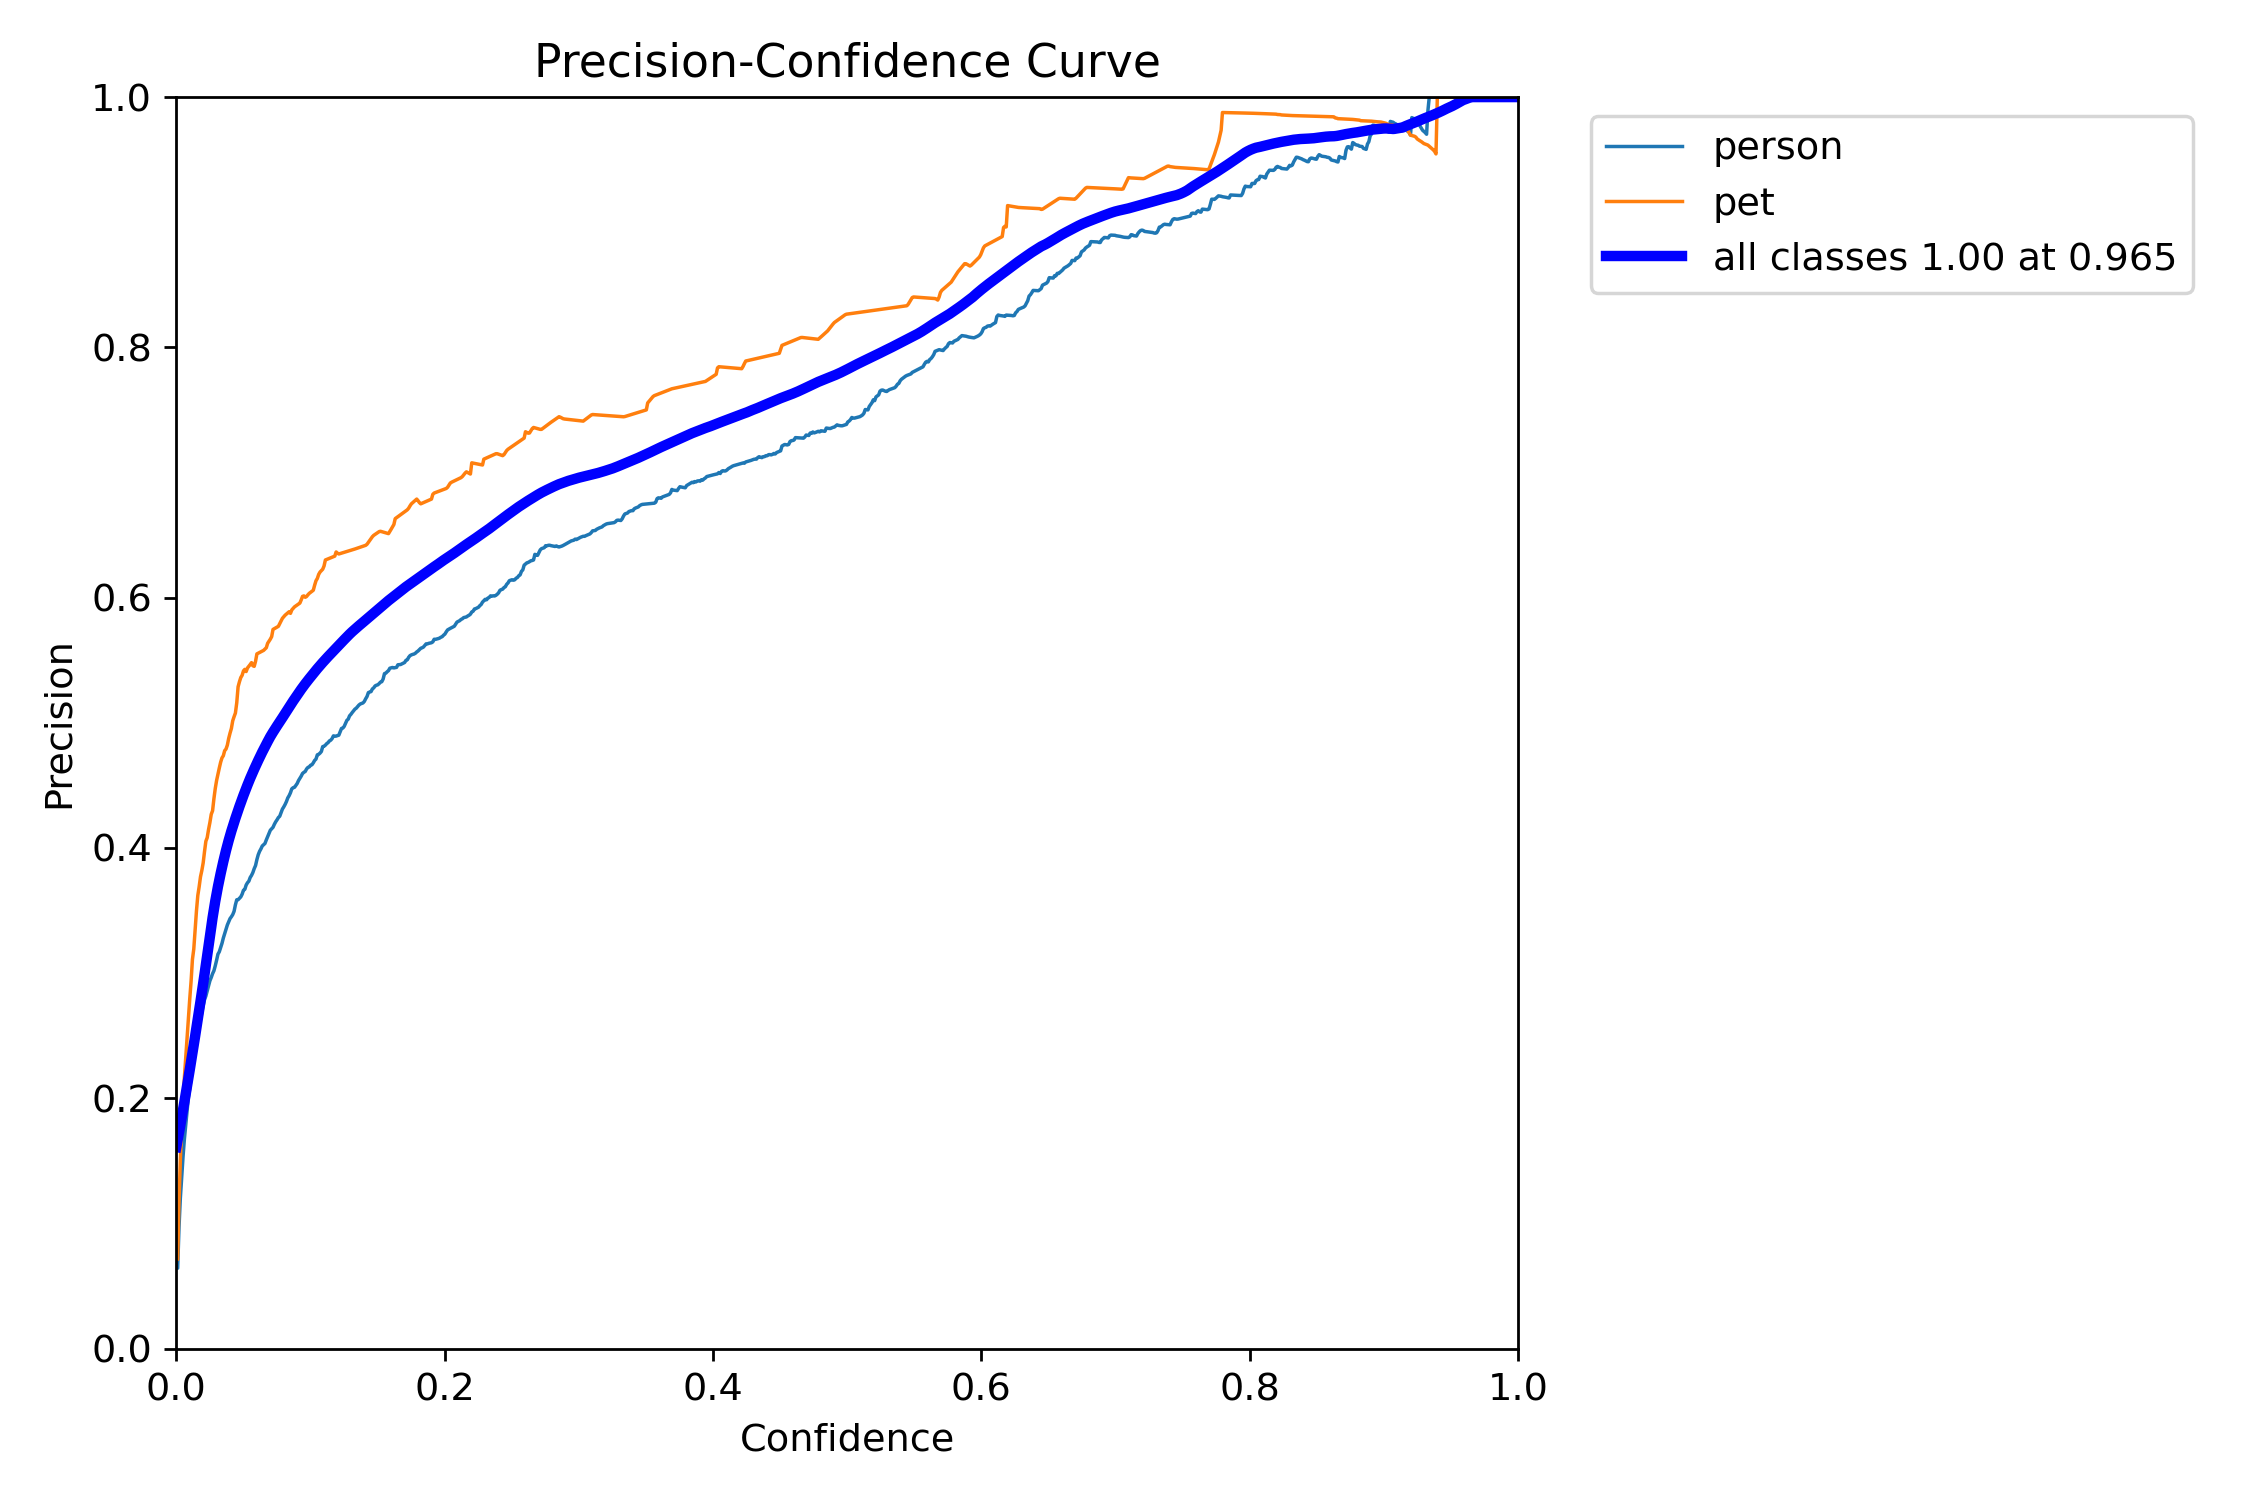 Precision-Confidence Curve
1.0
0.8
0.6
0.4
0.2
0.0
Precision
0.0 0.2 0.4 0.6 0.8 1.0
Confidence
person
pet
all classes 1.00 at 0.965